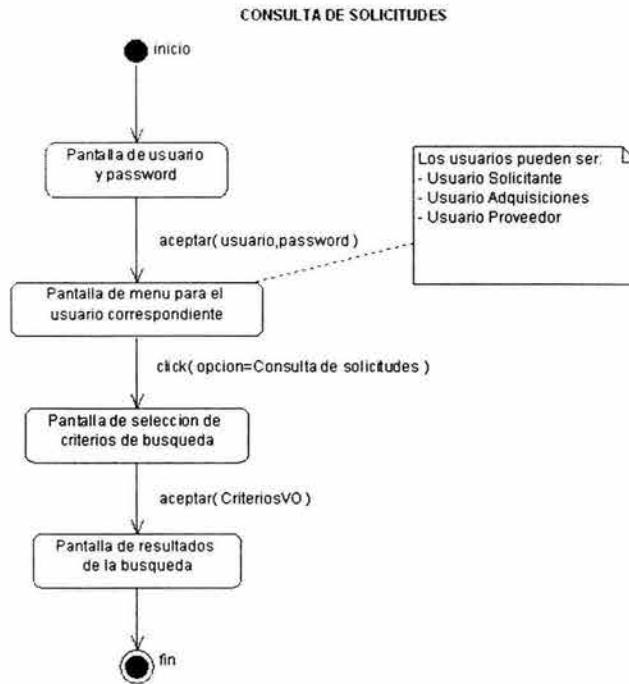 CONSULTA DE SOLICITUDES
inicio
Pantalla de usuario
y password
Los usuarios pueden ser:
- Usuario Solicitante
- Usuario Adquisiciones
- Usuario Proveedor
aceptar( usuario,password )
Pantalla de menu para el
usuario correspondiente
click( opcion=Consulta de solicitudes )
Pantalla de seleccion de
criterios de busqueda
aceptar( CriteriosVO )
Pantalla de resultados
de la busqueda
fin